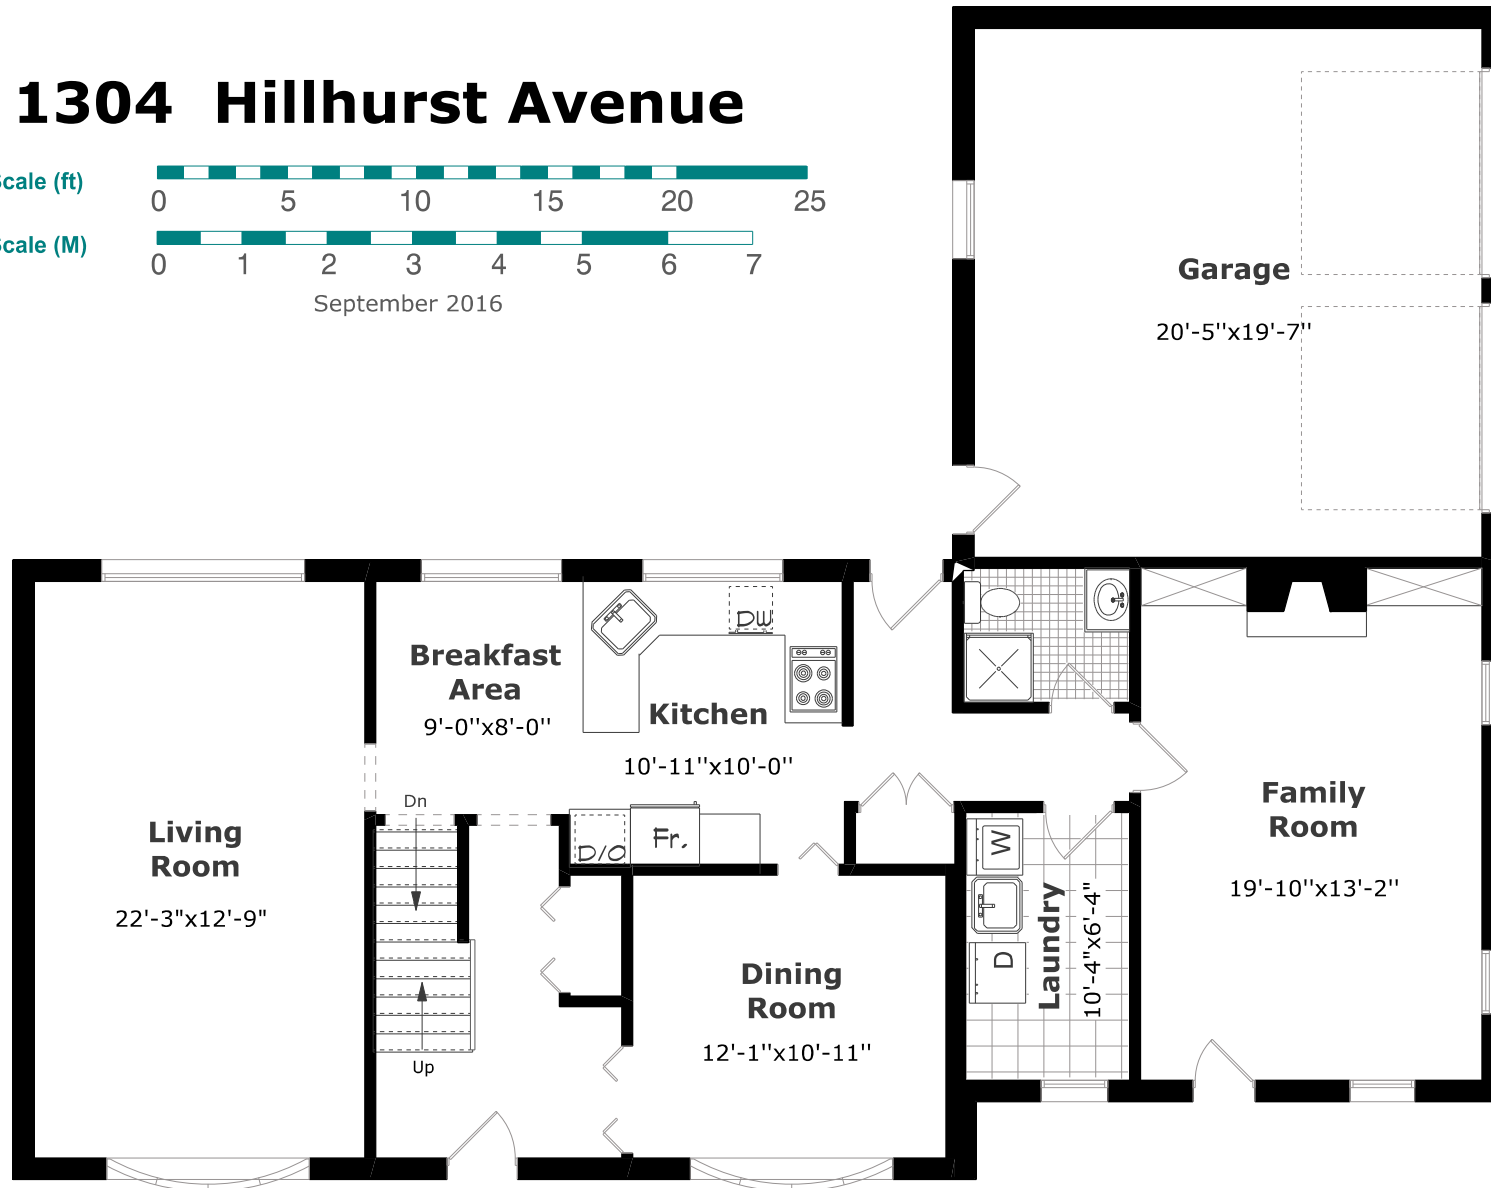 1304 Hillhurst Avenue
Scale (ft)
0 5 10 15 20 25
Scale (M)
0 1 2 3 4 5 6 7
September 2016
Garage
20'-5''x19'-7''
Breakfast
Area
9'-0''x8'-0''
DW
Kitchen
10'-11''x10'-0''
Dn
D/O
Fr.
Living
Room
22'-3"x12'-9"
Up
Dining
Room
12'-1''x10'-11''
W
D
Laundry
10'-4"x6'-4"
Family
Room
19'-10''x13'-2''